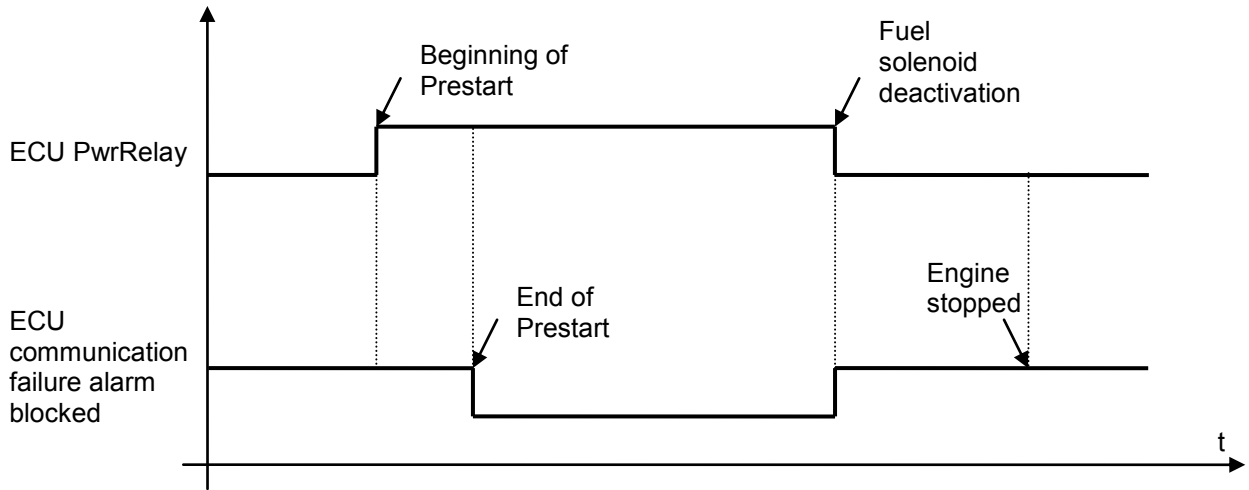 Beginning of
Prestart
Fuel
solenoid
deactivation
ECU PwrRelay
End of
Prestart
Engine
stopped
ECU
communication
failure alarm
blocked
t